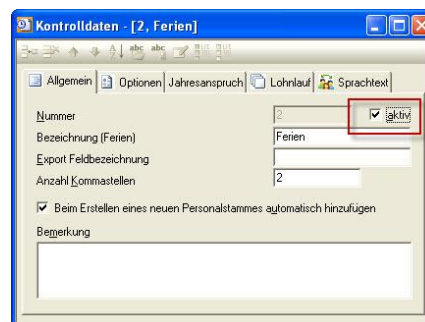 Kontrolldaten - [2, Ferien]
Allgemein Optionen Jahresanspruch Lohnlauf Sprachtext
Nummer 2 aktiv
Bezeichnung (Ferien) Ferien
Export Feldbezeichnung
Anzahl Kommastellen 2
Beim Erstellen eines neuen Personalstammes automatisch hinzufügen
Bemerkung